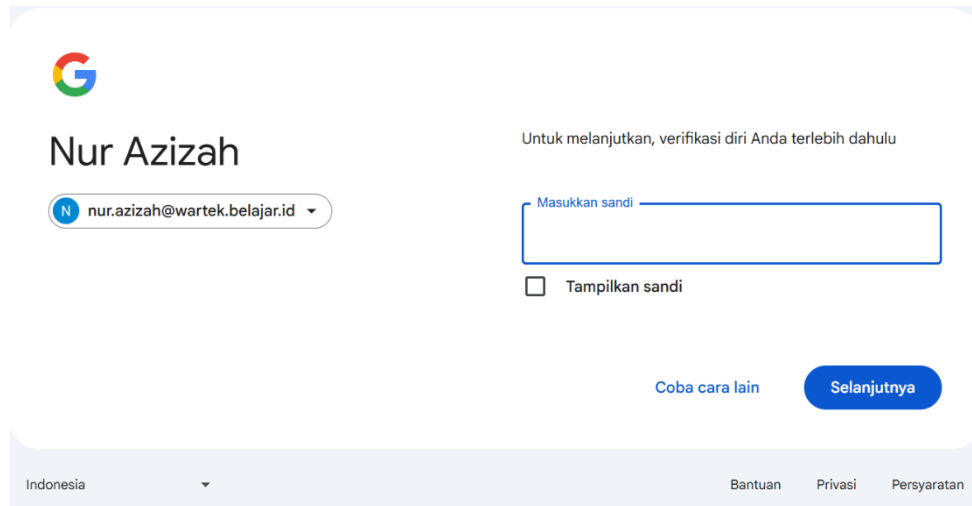 Nur Azizah
N nur.azizah@wartek.belajar.id
Untuk melanjutkan, verifikasi diri Anda terlebih dahulu
Masukkan sandi
Tampilkan sandi
Coba cara lain Selanjutnya
Indonesia Bantuan Privasi Persyaratan